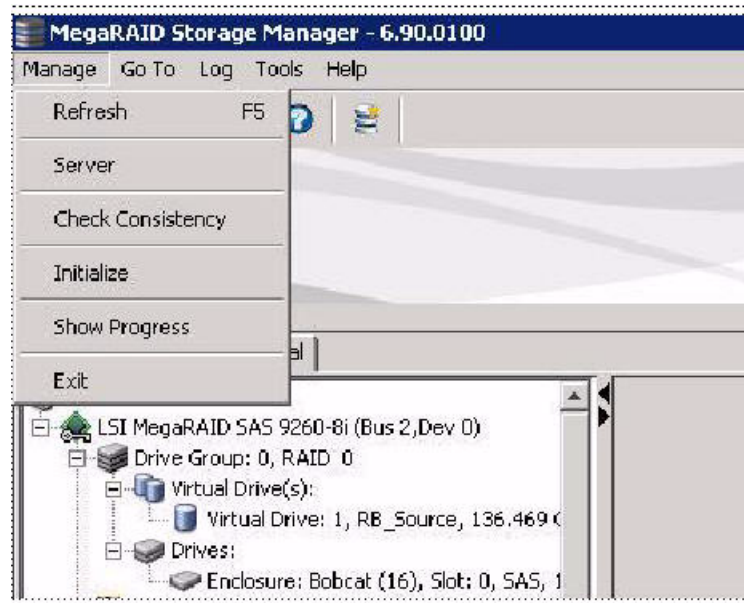 MegaRAID Storage Manager - 6.90.0100
Manage Go To Log Tools Help
Refresh F5
Server
Check Consistency
Initialize
Show Progress
Exit
LSI MegaRAID SAS 9260-8i (Bus 2,Dev 0)
Drive Group: 0, RAID 0
Virtual Drive(s):
Virtual Drive: 1, RB_Source, 136.469
Drives:
Enclosure: Bobcat (16), Slot: 0, SAS,